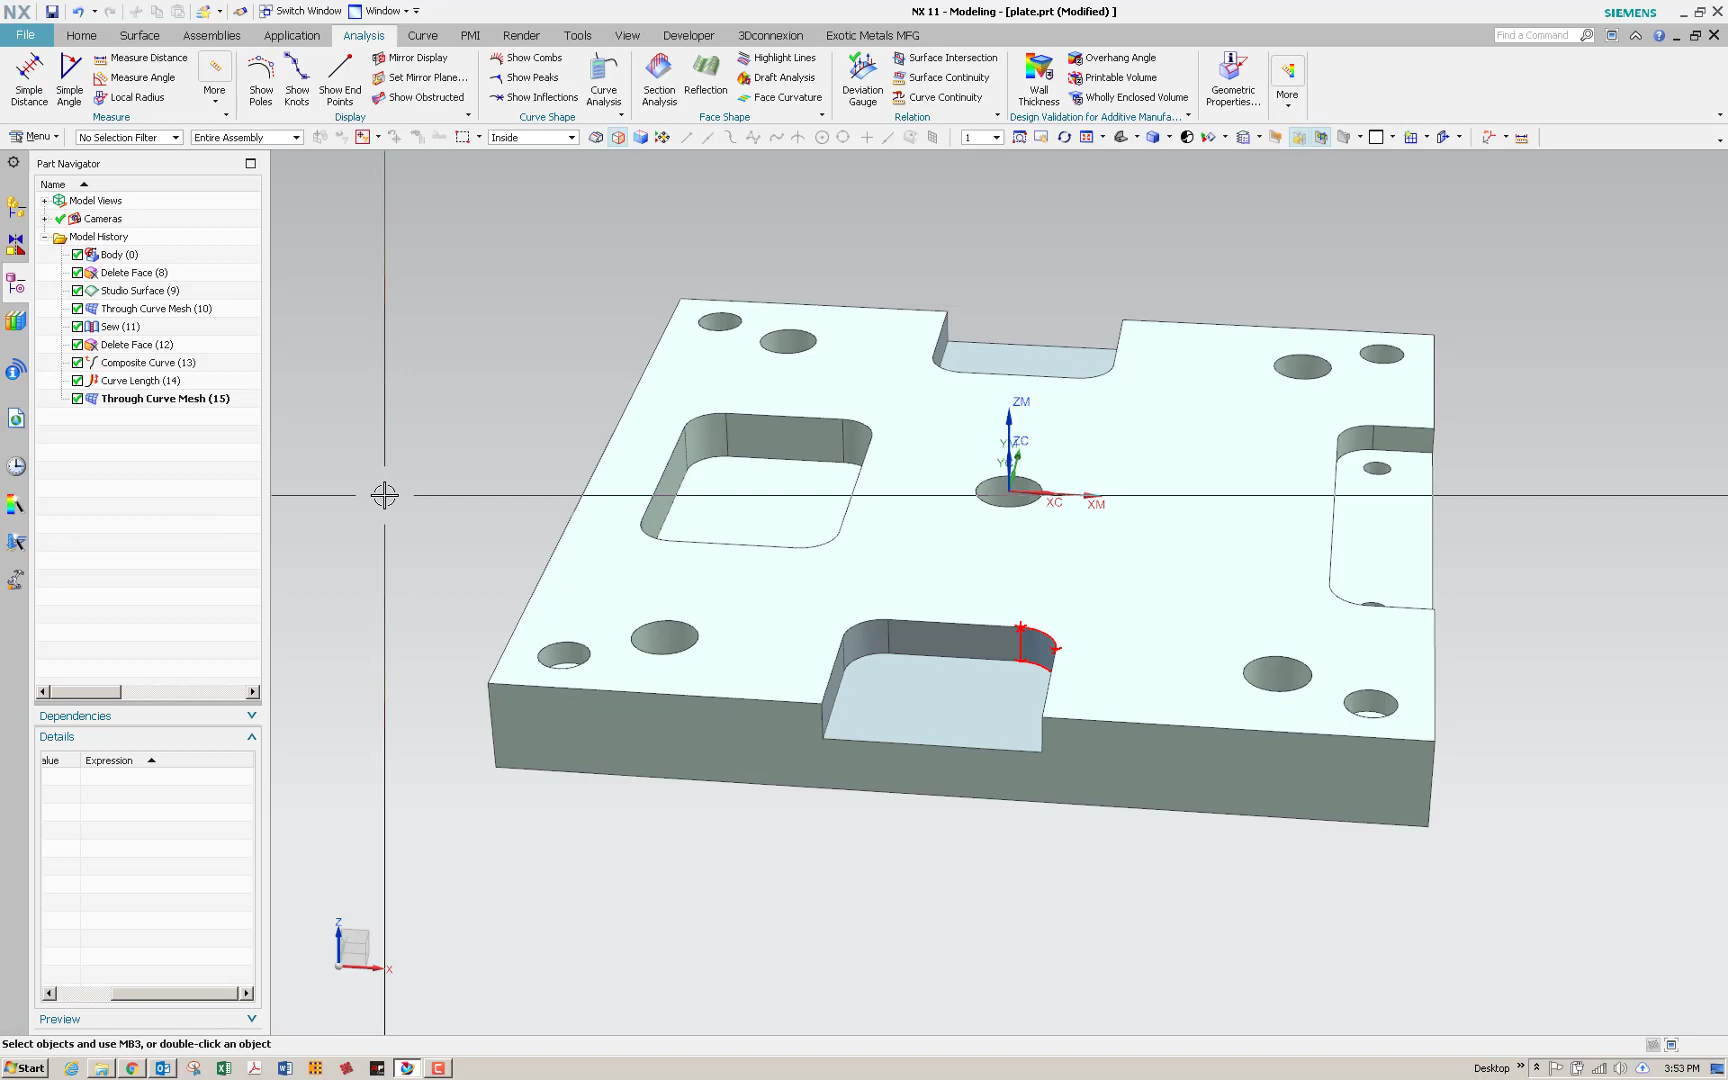 NX
Switch Window
Window
NX 11 - Modeling - [plate.prt (Modified) ]
SIEMENS
File
Home
Surface
Assemblies
Application
Analysis
Curve
PMI
Render
Tools
View
Developer
3Dconnexion
Exotic Metals MFG
Find a Command
Simple Distance
Simple Angle
Measure Distance
Measure Angle
Local Radius
More
Measure
Show Poles
Show Knots
Show End Points
Mirror Display
Set Mirror Plane...
Show Obstructed
Display
Show Combs
Show Peaks
Show Inflections
Curve Analysis
Curve Shape
Section Analysis
Reflection
Highlight Lines
Draft Analysis
Face Curvature
Face Shape
Deviation Gauge
Surface Intersection
Surface Continuity
Curve Continuity
Relation
Wall Thickness
Overhang Angle
Printable Volume
Wholly Enclosed Volume
Design Validation for Additive Manufa...
Geometric Properties...
More
Menu
No Selection Filter
Entire Assembly
Inside
1
Part Navigator
Name
Model Views
Cameras
Model History
Body (0)
Delete Face (8)
Studio Surface (9)
Through Curve Mesh (10)
Sew (11)
Delete Face (12)
Composite Curve (13)
Curve Length (14)
Through Curve Mesh (15)
Dependencies
Details
alue
Expression
Preview
ZM
ZC
XC
XM
Z
X
Select objects and use MB3, or double-click an object
Start
Desktop
3:53 PM